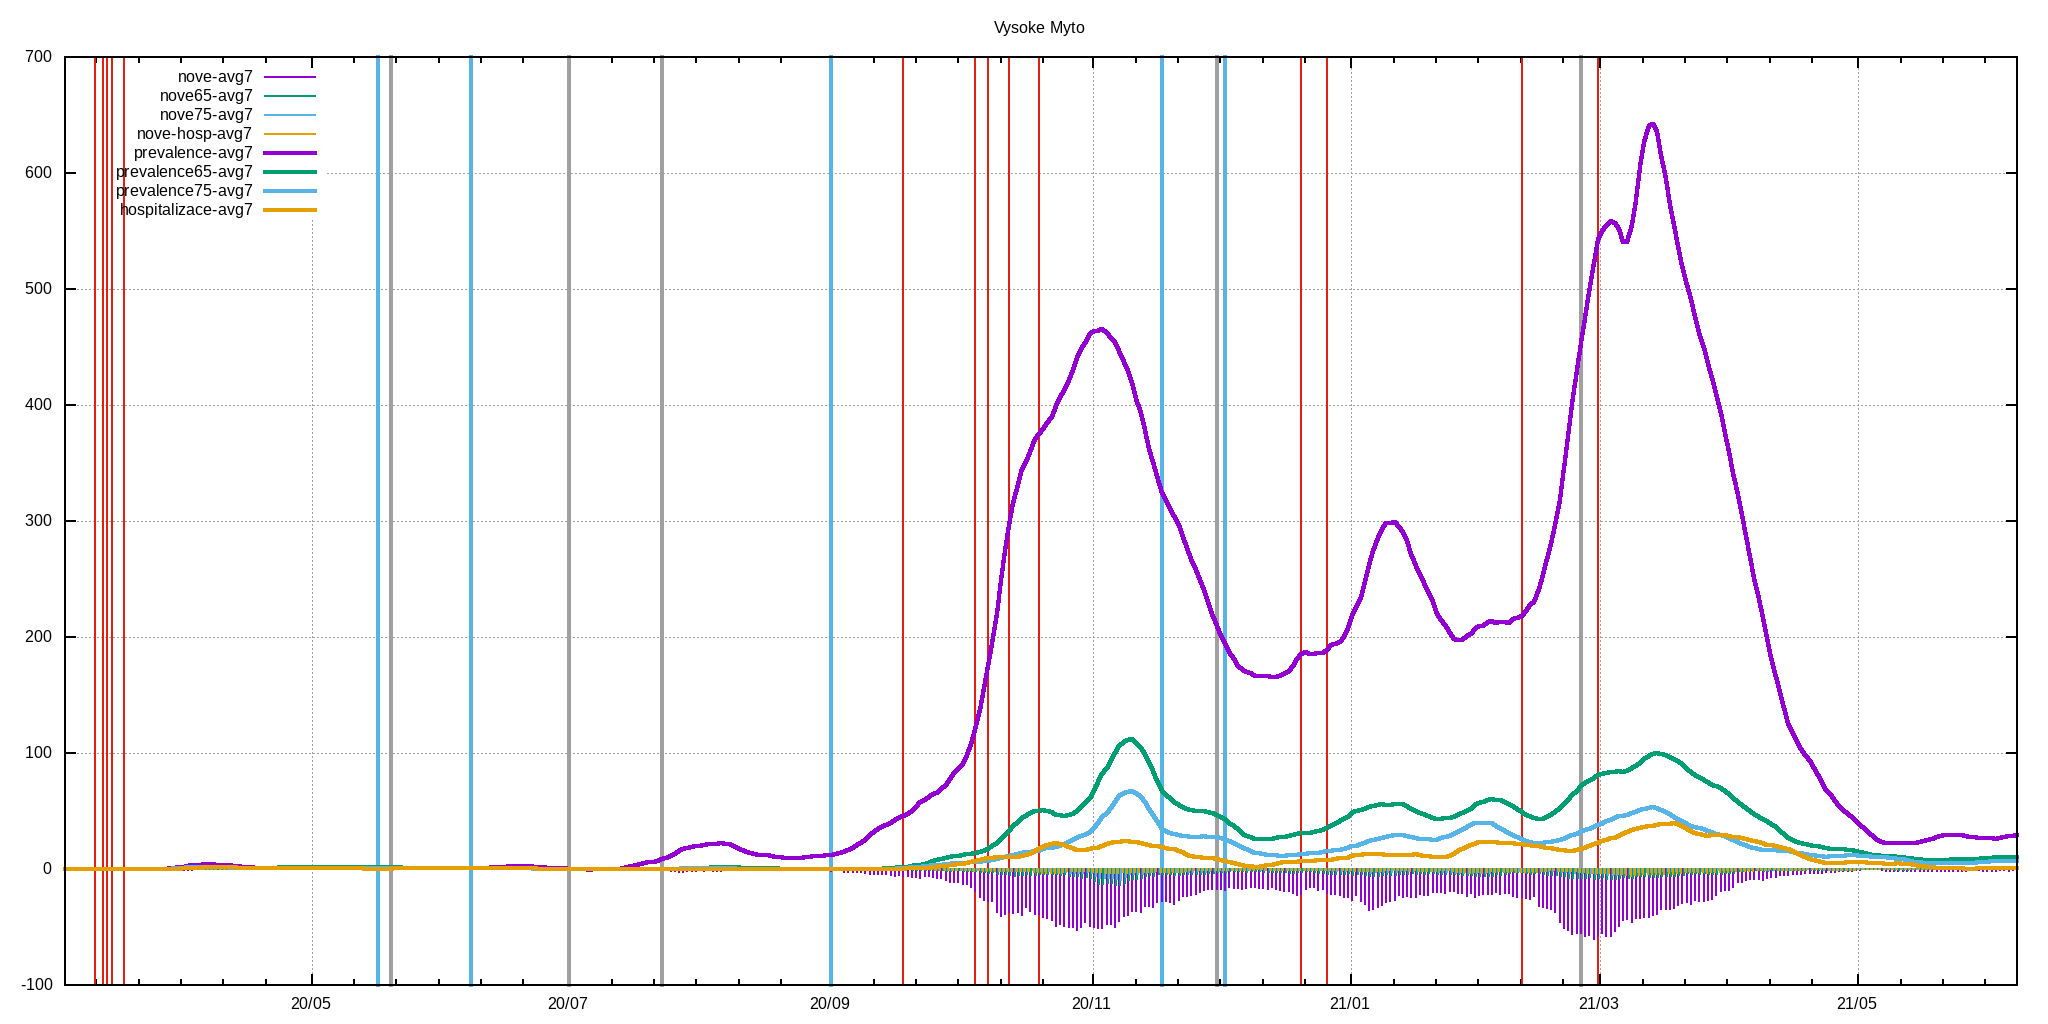 Vysoke Myto
700
600
500
400
300
200
100
0
-100
nove-avg7
nove65-avg7
nove75-avg7
nove-hosp-avg7
prevalence-avg7
prevalence65-avg7
prevalence75-avg7
hospitalizace-avg7
20/05 20/07 20/09 20/11 21/01 21/03 21/05